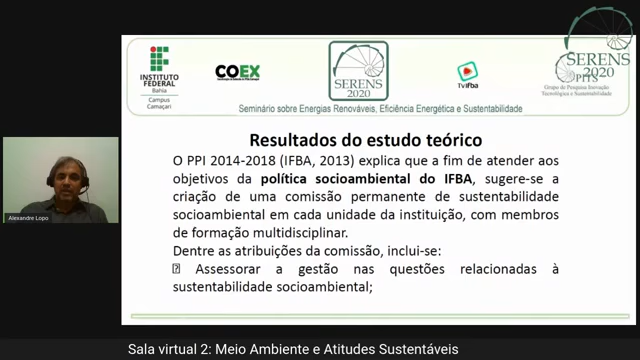 INSTITUTO
FEDERAL
Bahia
Campus
Camaçari
COEX
SERENS
2020
TV ifba
SERENS
2020
PITS
Grupo de Pesquisa Inovação
Tecnológica e Sustentabilidade
Seminário sobre Energias Renováveis, Eficiência Energética e Sustentabilidade
Resultados do estudo teórico
O PPI 2014-2018 (IFBA, 2013) explica que a fim de atender aos
objetivos da política socioambiental do IFBA, sugere-se a
criação de uma comissão permanente de sustentabilidade
socioambiental em cada unidade da instituição, com membros
de formação multidisciplinar.
Dentre as atribuições da comissão, inclui-se:
Assessorar a gestão nas questões relacionadas à
sustentabilidade socioambiental;
Alexandre Lopo
Sala virtual 2: Meio Ambiente e Atitudes Sustentáveis